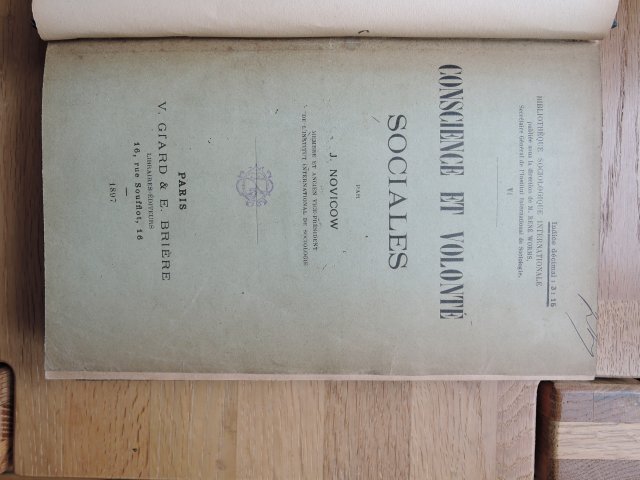 Indice décimal : 3 : 15
BIBLIOTHÈQUE SOCIOLOGIQUE INTERNATIONALE
publiée sous la direction de M. RENÉ WORMS
Secrétaire Général de l'Institut International de Sociologie.
VI
CONSCIENCE ET VOLONTÉ
SOCIALES
PAR
J. NOVICOW
MEMBRE ET ANCIEN VICE-PRÉSIDENT
DE L'INSTITUT INTERNATIONAL DE SOCIOLOGIE
PARIS
V. GIARD & E. BRIÈRE
LIBRAIRES-ÉDITEURS
16, rue Soufflot, 16
1897